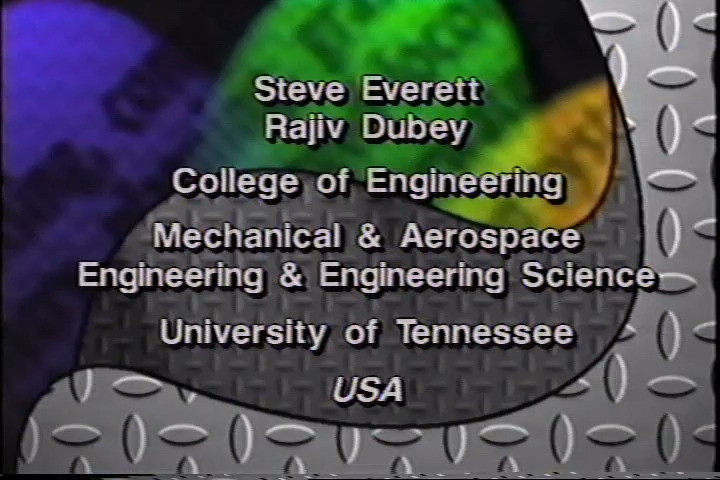 Steve Everett
Rajiv Dubey
College of Engineering
Mechanical & Aerospace
Engineering & Engineering Science
University of Tennessee
USA